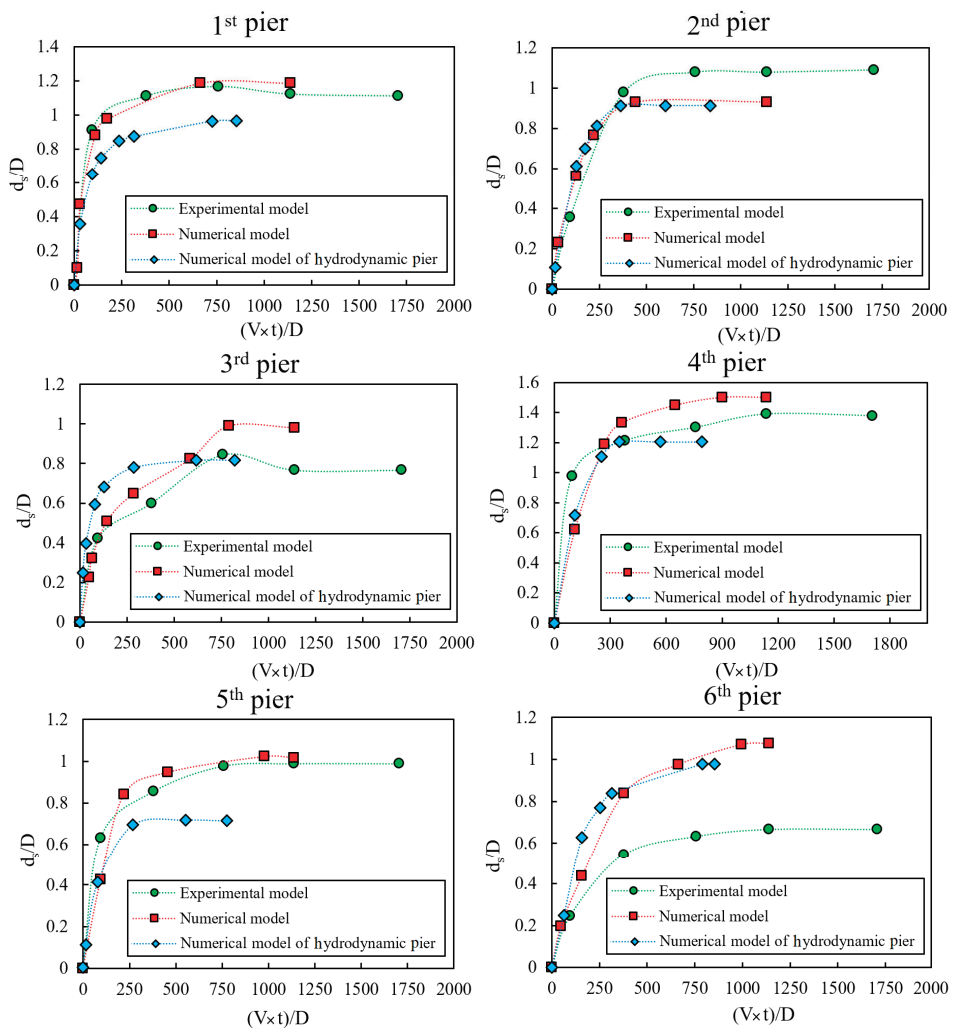 1st pier
1.4
1.2
1
0.8
0.6
0.4
0.2
0
ds/D
Experimental model
Numerical model
Numerical model of hydrodynamic pier
0 250 500 750 1000 1250 1500 1750 2000
(V×t)/D
2nd pier
1.2
1
0.8
0.6
0.4
0.2
0
ds/D
Experimental model
Numerical model
Numerical model of hydrodynamic pier
0 250 500 750 1000 1250 1500 1750 2000
(V×t)/D
3rd pier
1.2
1
0.8
0.6
0.4
0.2
0
ds/D
Experimental model
Numerical model
Numerical model of hydrodynamic pier
0 250 500 750 1000 1250 1500 1750 2000
(V×t)/D
4th pier
1.6
1.4
1.2
1
0.8
0.6
0.4
0.2
0
ds/D
Experimental model
Numerical model
Numerical model of hydrodynamic pier
0 300 600 900 1200 1500 1800
(V×t)/D
5th pier
1.2
1
0.8
0.6
0.4
0.2
0
ds/D
Experimental model
Numerical model
Numerical model of hydrodynamic pier
0 250 500 750 1000 1250 1500 1750 2000
(V×t)/D
6th pier
1.2
1
0.8
0.6
0.4
0.2
0
ds/D
Experimental model
Numerical model
Numerical model of hydrodynamic pier
0 250 500 750 1000 1250 1500 1750 2000
(V×t)/D